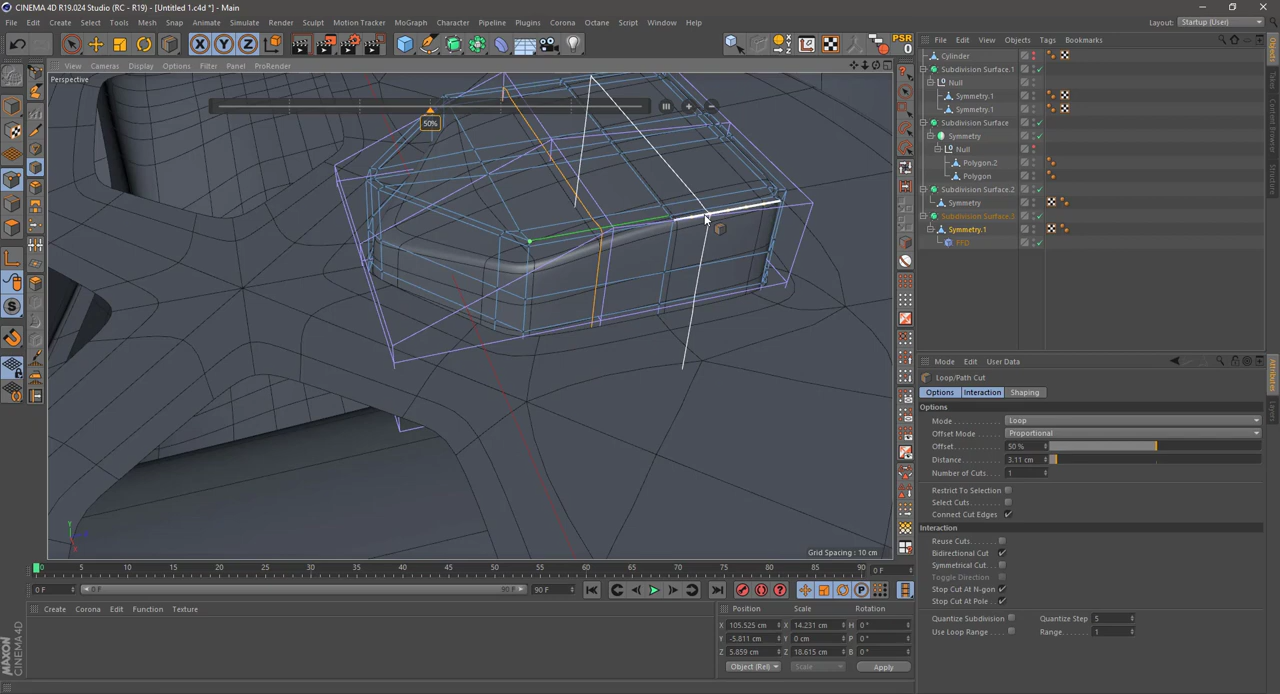 CINEMA 4D R19.024 Studio (RC - R19) - [Untitled 1.c4d *] - Main
File Edit Create Select Tools Mesh Snap Animate Simulate Render Sculpt Motion Tracker MoGraph Character Pipeline Plugins Corona Octane Script Window Help
Layout: Startup (User)
X Y Z
PSR
0
File Edit View Objects Tags Bookmarks
View Cameras Display Options Filter Panel ProRender
Perspective
50%
Cylinder
Subdivision Surface.1
Null
Symmetry.1
Symmetry.1
Subdivision Surface
Symmetry
Null
Polygon.2
Polygon
Subdivision Surface.2
Symmetry
Subdivision Surface.3
Symmetry.1
FFD
Objects
Takes
Content Browser
Structure
Mode Edit User Data
Loop/Path Cut
Options Interaction Shaping
Options
Mode Loop
Offset Mode Proportional
Offset 50 %
Distance 3.11 cm
Number of Cuts 1
Restrict To Selection
Select Cuts
Connect Cut Edges
Interaction
Reuse Cuts
Bidirectional Cut
Symmetrical Cut
Toggle Direction
Stop Cut At N-gon
Stop Cut At Pole
Quantize Subdivision Quantize Step 5
Use Loop Range Range 1
Attributes
Layers
Grid Spacing : 10 cm
0 5 10 15 20 25 30 35 40 45 50 55 60 65 70 75 80 85 90 0 F
0 F 0 F 90 F 90 F
Create Corona Edit Function Texture
Position Scale Rotation
X 105.525 cm X 14.231 cm H 0 °
Y -5.811 cm Y 0 cm P 0 °
Z 5.859 cm Z 18.615 cm B 0 °
Object (Rel) Scale Apply
MAXON
CINEMA 4D